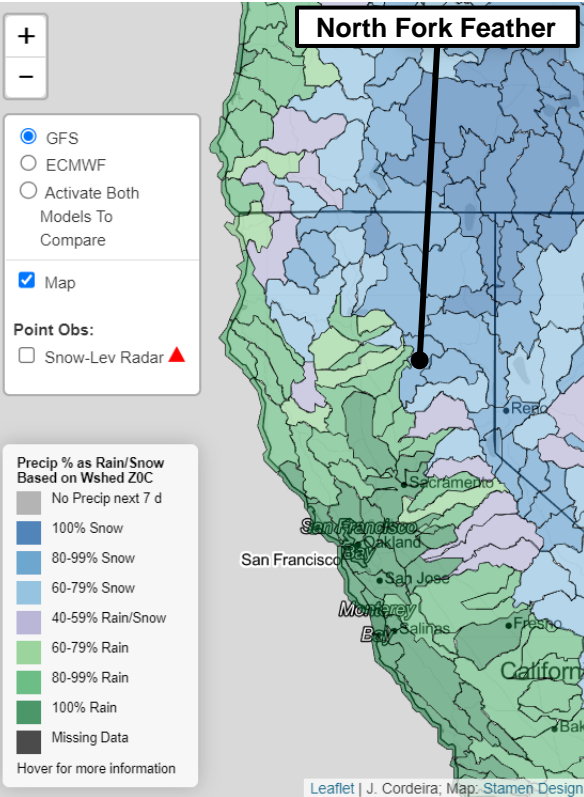 North Fork Feather
+
−
GFS
ECMWF
Activate Both
Models To
Compare
Map
Point Obs:
Snow-Lev Radar
Precip % as Rain/Snow
Based on Wshed Z0C
No Precip next 7 d
100% Snow
80-99% Snow
60-79% Snow
40-59% Rain/Snow
60-79% Rain
80-99% Rain
100% Rain
Missing Data
Hover for more information
Reno
Sacramento
San Francisco
Bay
Oakland
San Francisco
San Jose
Monterey
Bay
Salinas
Fresno
Californ
Bak
Leaflet | J. Cordeira; Map: Stamen Design